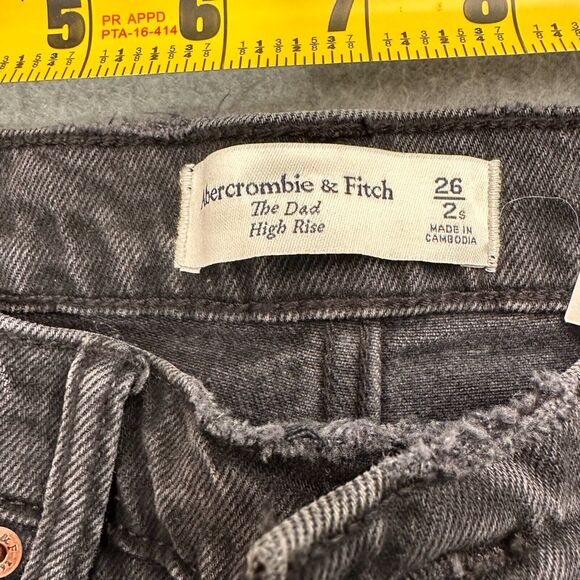 5 6 7 8
PR APPD
PTA-16-414
Abercrombie & Fitch
The Dad
High Rise
26
2s
MADE IN
CAMBODIA